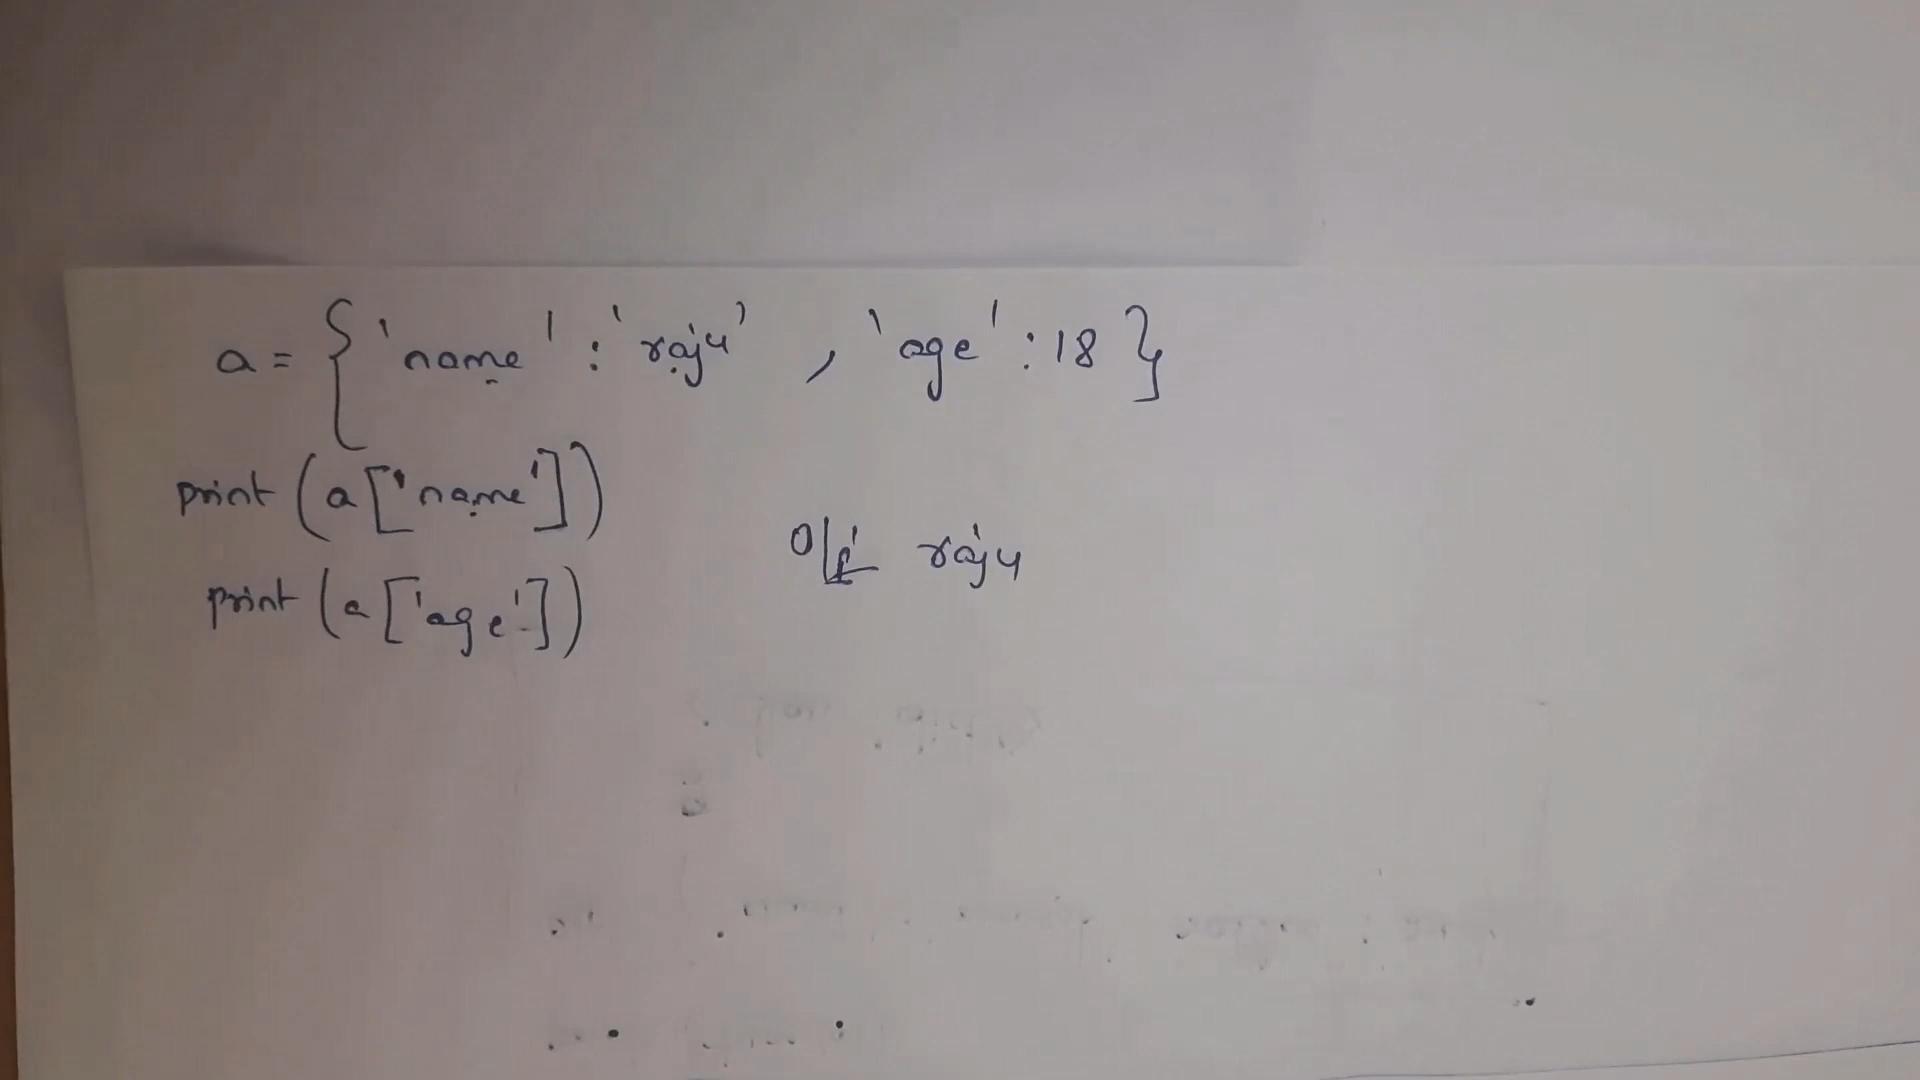 a = {'name' : 'raju' , 'age' : 18}
print (a['name'])
O/P raju
print (a['age'])